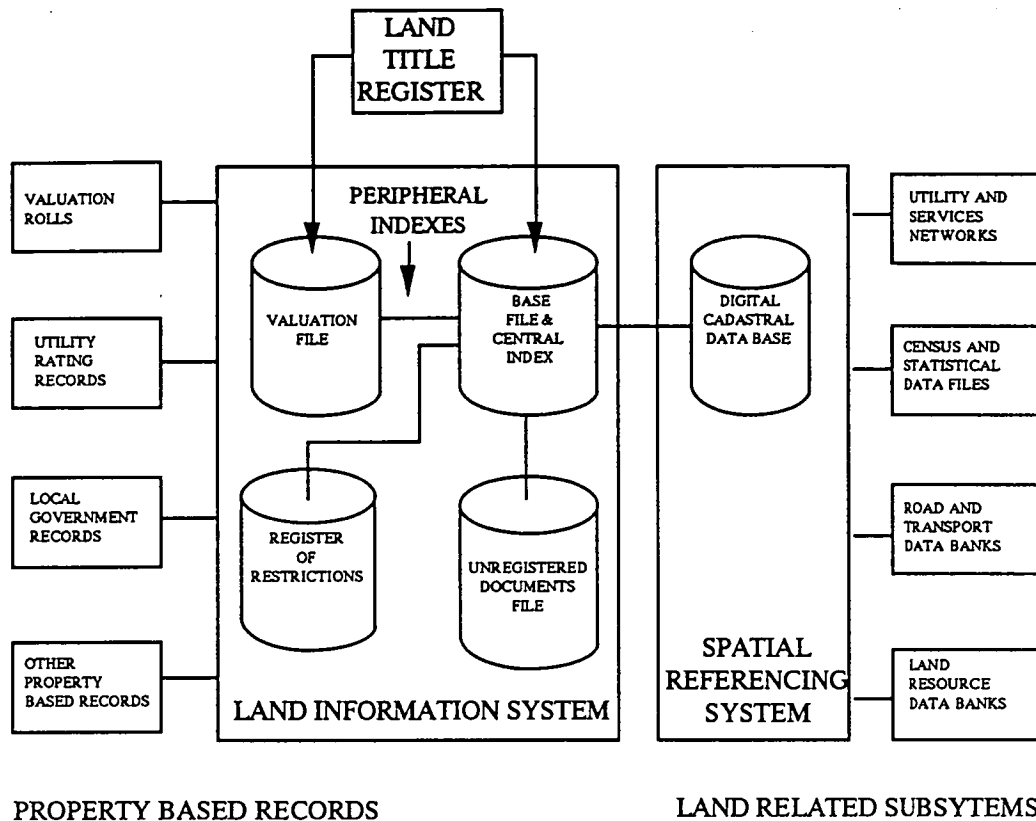 LAND
TITLE
REGISTER
VALUATION
ROLLS
UTILITY
RATING
RECORDS
LOCAL
GOVERNMENT
RECORDS
OTHER
PROPERTY
BASED RECORDS
PERIPHERAL
INDEXES
VALUATION
FILE
BASE
FILE &
CENTRAL
INDEX
REGISTER
OF
RESTRICTIONS
UNREGISTERED
DOCUMENTS
FILE
LAND INFORMATION SYSTEM
DIGITAL
CADASTRAL
DATA BASE
SPATIAL
REFERENCING
SYSTEM
UTILITY AND
SERVICES
NETWORKS
CENSUS AND
STATISTICAL
DATA FILES
ROAD AND
TRANSPORT
DATA BANKS
LAND
RESOURCE
DATA BANKS
PROPERTY BASED RECORDS
LAND RELATED SUBSYTEMS